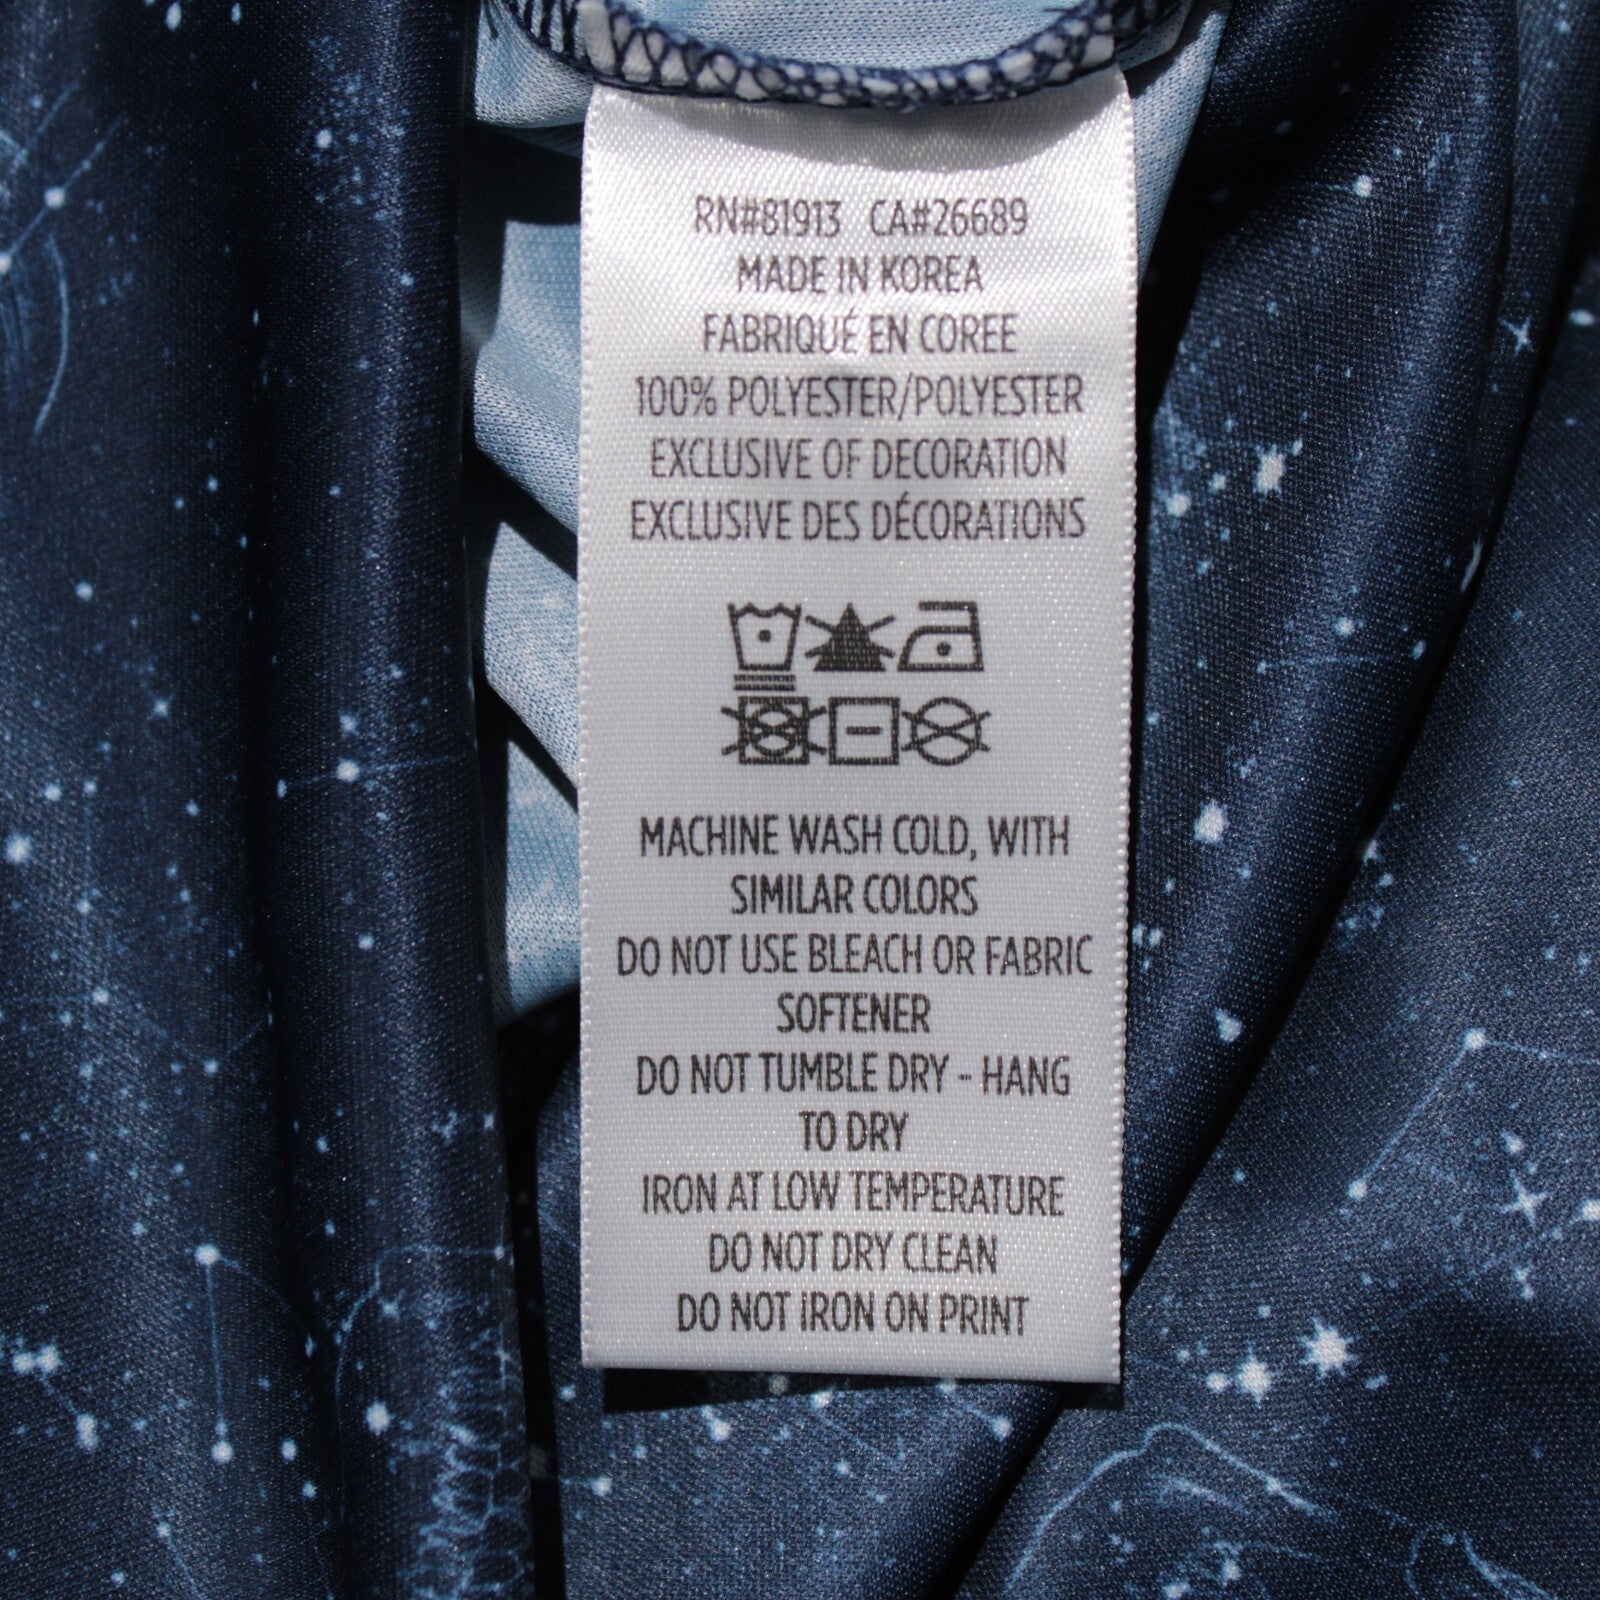 RN#81913 CA#26689
MADE IN KOREA
FABRIQUÉ EN COREE
100% POLYESTER/POLYESTER
EXCLUSIVE OF DECORATION
EXCLUSIVE DES DÉCORATIONS
MACHINE WASH COLD, WITH
SIMILAR COLORS
DO NOT USE BLEACH OR FABRIC
SOFTENER
DO NOT TUMBLE DRY - HANG
TO DRY
IRON AT LOW TEMPERATURE
DO NOT DRY CLEAN
DO NOT IRON ON PRINT